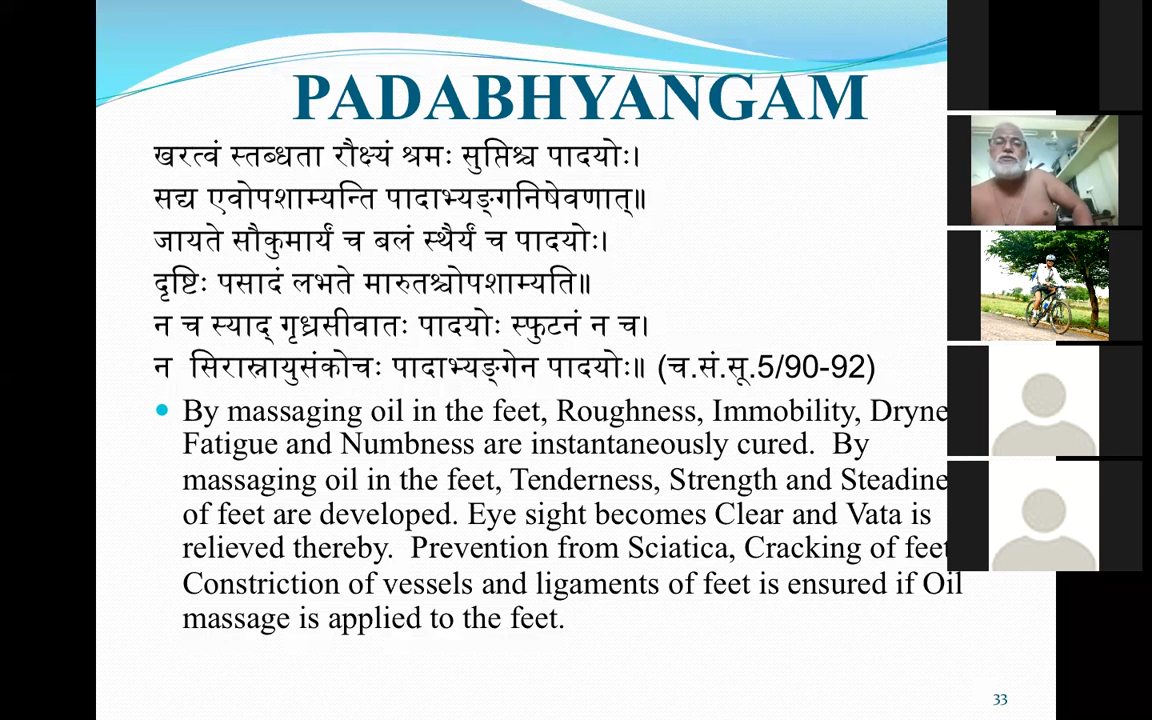 PADABHYANGAM
खरत्वं स्तब्धता रौक्ष्यं श्रमः सुप्तिश्च पादयोः।
सद्य एवोपशाम्यन्ति पादाभ्यङ्गनिषेवणात्॥
जायते सौकुमार्यं च बलं स्थैर्यं च पादयोः।
दृष्टिः पसादं लभते मारुतश्चोपशाम्यति॥
न च स्याद् गृध्रसीवातः पादयोः स्फुटनं न च।
न सिरास्नायुसंकोचः पादाभ्यङ्गेन पादयोः॥ (च.सं.सू.5/90-92)
• By massaging oil in the feet, Roughness, Immobility, Dryne
Fatigue and Numbness are instantaneously cured. By
massaging oil in the feet, Tenderness, Strength and Steadine
of feet are developed. Eye sight becomes Clear and Vata is
relieved thereby. Prevention from Sciatica, Cracking of feet
Constriction of vessels and ligaments of feet is ensured if Oil
massage is applied to the feet.
33